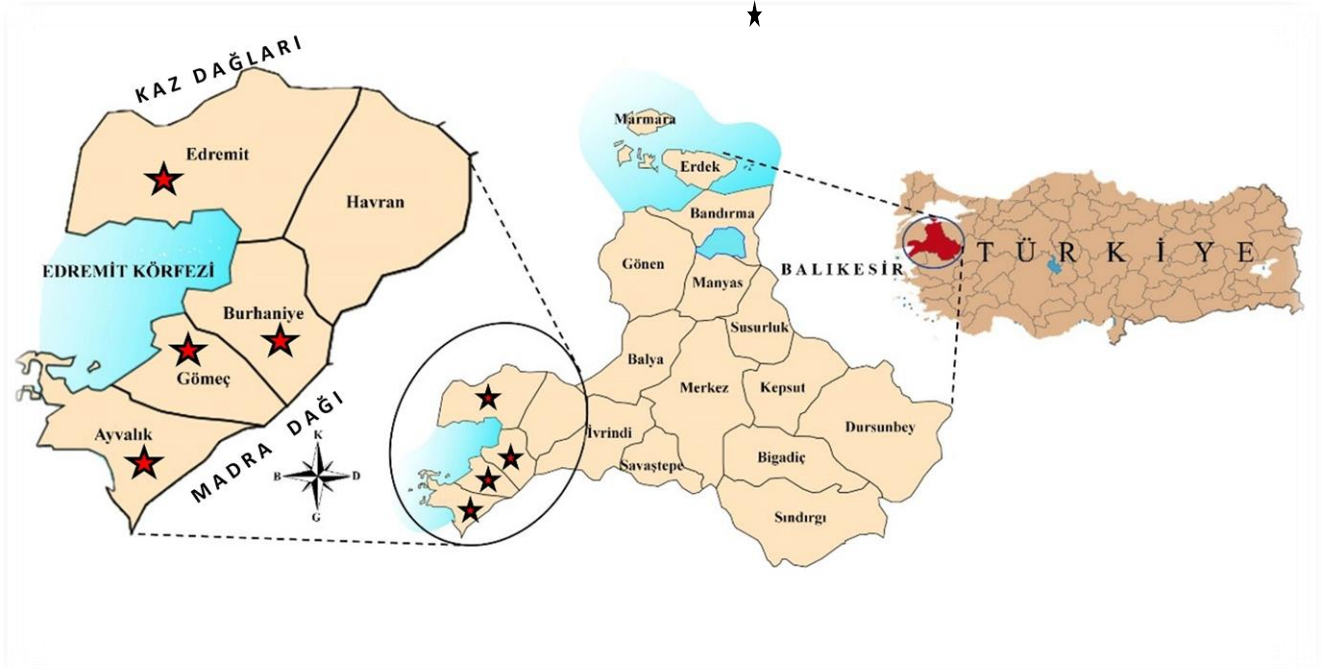 KAZ DAĞLARI
Edremit
Havran
EDREMİT KÖRFEZİ
Burhaniye
Gömeç
Ayvalık
MADRA DAĞI
K
B
D
G
Marmara
Erdek
Bandırma
Gönen
Manyas
Susurluk
Balya
Merkez
Kepsut
İvrindi
Savaştepe
Dursunbey
Bigadiç
Sındırgı
BALIKESİR
TÜRKİYE